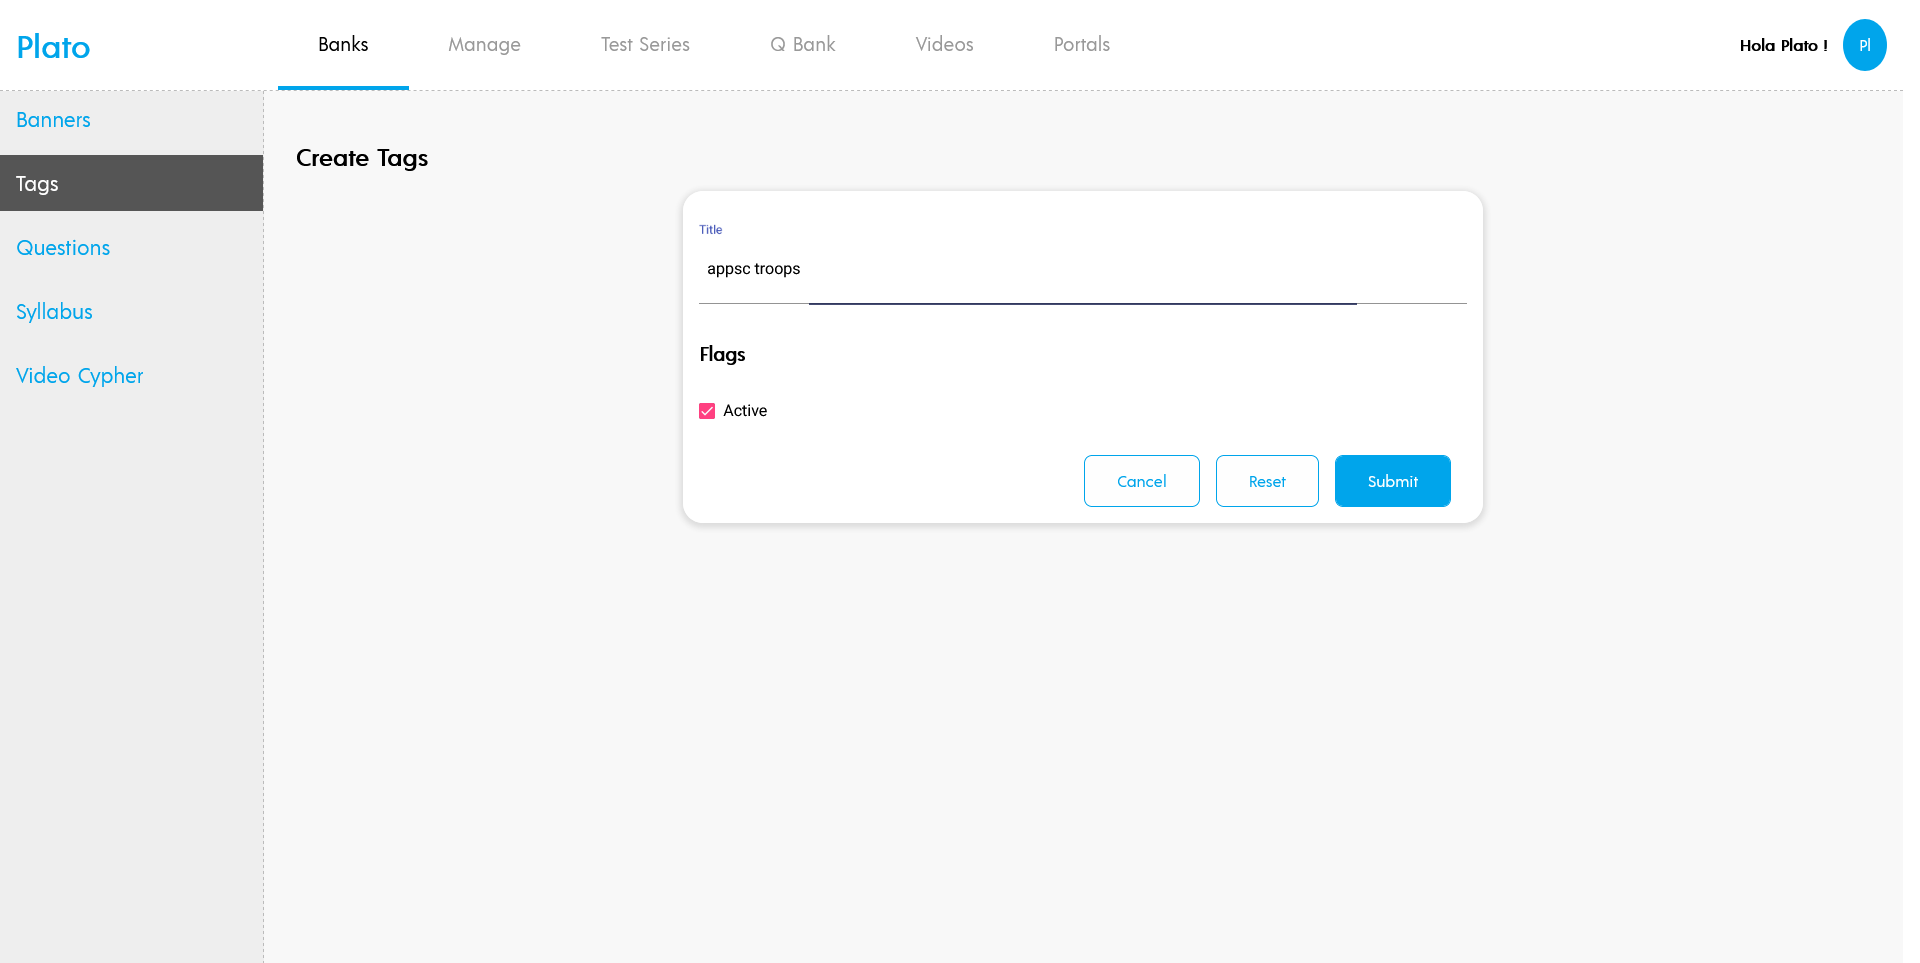 Plato
Banks
Manage
Test Series
Q Bank
Videos
Portals
Hola Plato !
Pl
Banners
Tags
Questions
Syllabus
Video Cypher
Create Tags
Title
appsc troops
Flags
Active
Cancel
Reset
Submit